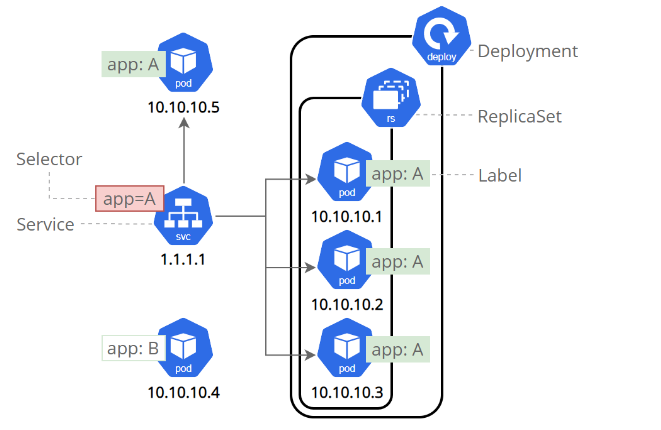 deploy
Deployment
app: A
pod
10.10.10.5
rs
ReplicaSet
Selector
app=A
Service
svc
1.1.1.1
pod
app: A
Label
10.10.10.1
pod
app: A
10.10.10.2
app: B
pod
10.10.10.4
pod
app: A
10.10.10.3